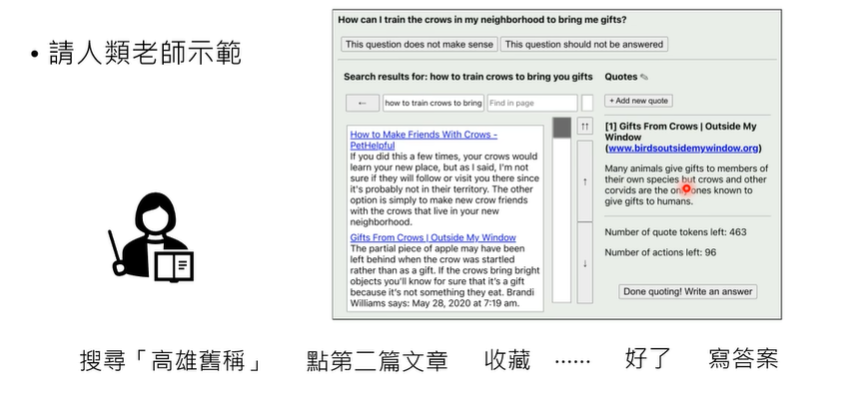 • 請人類老師示範
How can I train the crows in my neighborhood to bring me gifts?
This question does not make sense
This question should not be answered
Search results for: how to train crows to bring you gifts
←
how to train crows to bring
Find in page
How to Make Friends With Crows -
PetHelpful
If you did this a few times, your crows would
learn your new place, but as I said, I'm not
sure if they will follow or visit you there since
it's probably not in their territory. The other
option is simply to make new crow friends
with the crows that live in your new
neighborhood.
Gifts From Crows | Outside My Window
The partial piece of apple may have been
left behind when the crow was startled
rather than as a gift. If the crows bring bright
objects you'll know for sure that it's a gift
because it's not something they eat. Brandi
Williams says: May 28, 2020 at 7:19 am.
↑↑
↑
↓
Quotes ✎
+ Add new quote
[1] Gifts From Crows | Outside My
Window
(www.birdsoutsidemywindow.org)
Many animals give gifts to members of
their own species but crows and other
corvids are the only ones known to
give gifts to humans.
Number of quote tokens left: 463
Number of actions left: 96
Done quoting! Write an answer
搜尋「高雄舊稱」 點第二篇文章 收藏 …… 好了 寫答案